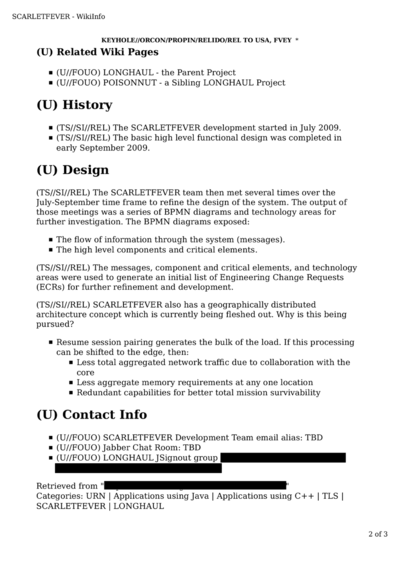 SCARLETFEVER - WikiInfo
KEYHOLE//ORCON/PROPIN/RELIDO/REL TO USA, FVEY *
(U) Related Wiki Pages
■ (U//FOUO) LONGHAUL - the Parent Project
■ (U//FOUO) POISONNUT - a Sibling LONGHAUL Project
(U) History
■ (TS//SI//REL) The SCARLETFEVER development started in July 2009.
■ (TS//SI//REL) The basic high level functional design was completed in
early September 2009.
(U) Design
(TS//SI//REL) The SCARLETFEVER team then met several times over the
July-September time frame to refine the design of the system. The output of
those meetings was a series of BPMN diagrams and technology areas for
further investigation. The BPMN diagrams exposed:
■ The flow of information through the system (messages).
■ The high level components and critical elements.
(TS//SI//REL) The messages, component and critical elements, and technology
areas were used to generate an initial list of Engineering Change Requests
(ECRs) for further refinement and development.
(TS//SI//REL) SCARLETFEVER also has a geographically distributed
architecture concept which is currently being fleshed out. Why is this being
pursued?
■ Resume session pairing generates the bulk of the load. If this processing
can be shifted to the edge, then:
■ Less total aggregated network traffic due to collaboration with the
core
■ Less aggregate memory requirements at any one location
■ Redundant capabilities for better total mission survivability
(U) Contact Info
■ (U//FOUO) SCARLETFEVER Development Team email alias: TBD
■ (U//FOUO) Jabber Chat Room: TBD
■ (U//FOUO) LONGHAUL JSignout group
Retrieved from "                    "
Categories: URN | Applications using Java | Applications using C++ | TLS |
SCARLETFEVER | LONGHAUL
2 of 3